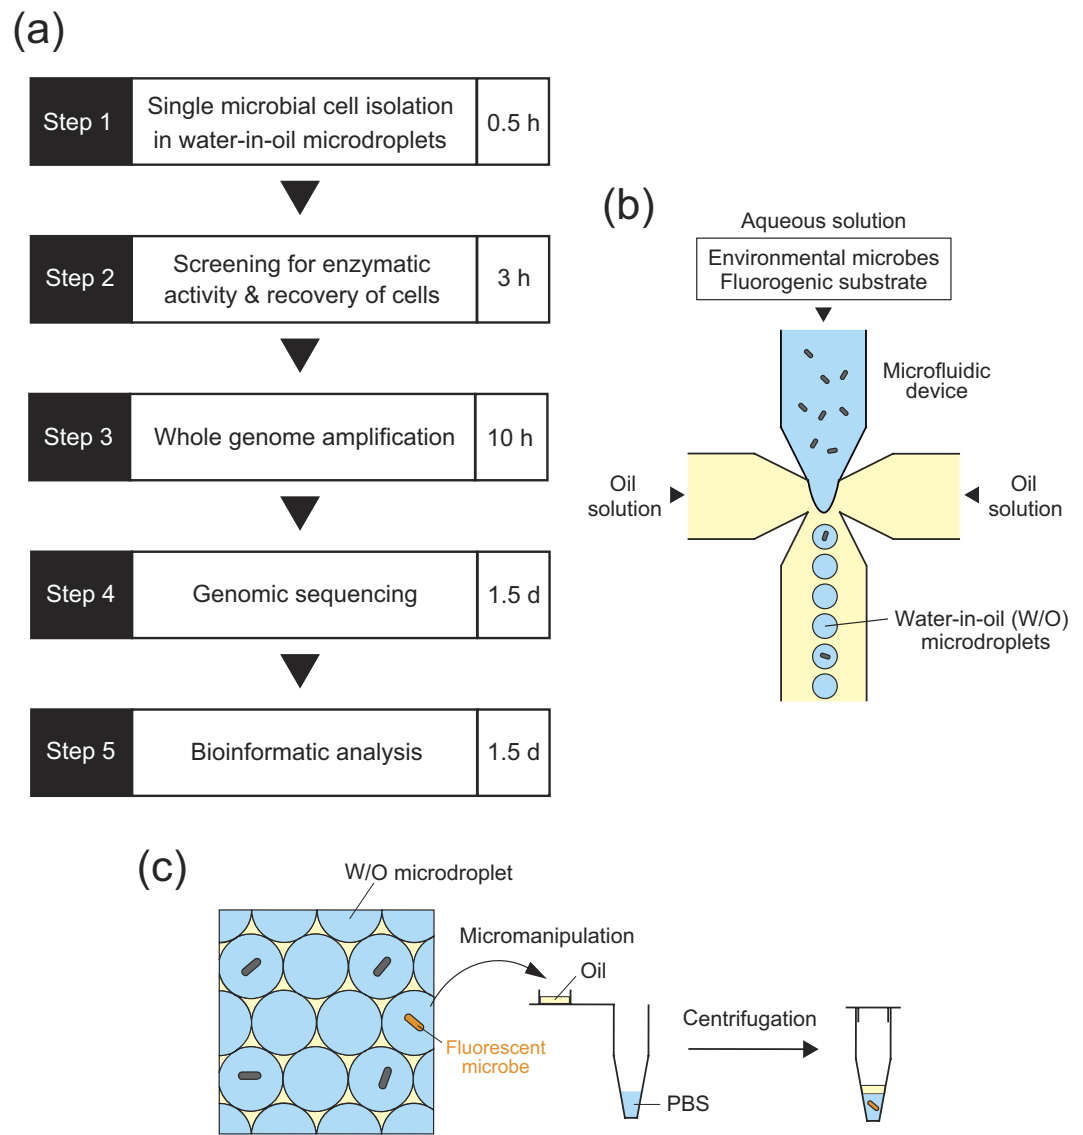 (a)
Step 1
Single microbial cell isolation
in water-in-oil microdroplets
0.5 h
Step 2
Screening for enzymatic
activity & recovery of cells
3 h
Step 3
Whole genome amplification
10 h
Step 4
Genomic sequencing
1.5 d
Step 5
Bioinformatic analysis
1.5 d
(b)
Aqueous solution
Environmental microbes
Fluorogenic substrate
Microfluidic
device
Oil
solution
Oil
solution
Water-in-oil (W/O)
microdroplets
(c)
W/O microdroplet
Micromanipulation
Oil
Fluorescent
microbe
PBS
Centrifugation